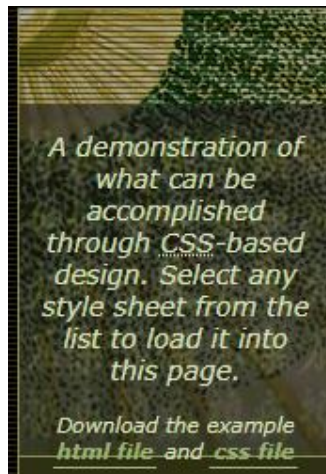 A demonstration of
what can be
accomplished
through CSS-based
design. Select any
style sheet from the
list to load it into
this page.
Download the example
html file and css file